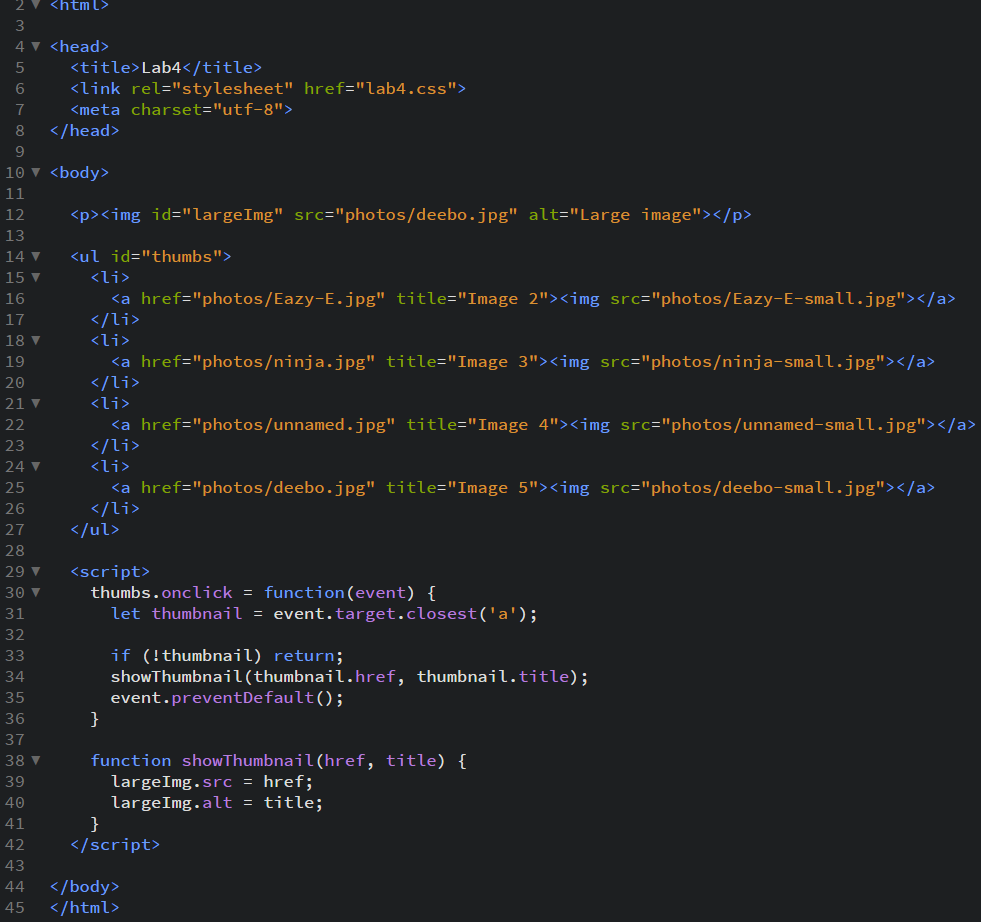 2 ▼ <html>
3
4 ▼ <head>
5     <title>Lab4</title>
6     <link rel="stylesheet" href="lab4.css">
7     <meta charset="utf-8">
8   </head>
9
10 ▼ <body>
11
12     <p><img id="largeImg" src="photos/deebo.jpg" alt="Large image"></p>
13
14 ▼   <ul id="thumbs">
15 ▼     <li>
16         <a href="photos/Eazy-E.jpg" title="Image 2"><img src="photos/Eazy-E-small.jpg"></a>
17       </li>
18 ▼     <li>
19         <a href="photos/ninja.jpg" title="Image 3"><img src="photos/ninja-small.jpg"></a>
20       </li>
21 ▼     <li>
22         <a href="photos/unnamed.jpg" title="Image 4"><img src="photos/unnamed-small.jpg"></a>
23       </li>
24 ▼     <li>
25         <a href="photos/deebo.jpg" title="Image 5"><img src="photos/deebo-small.jpg"></a>
26       </li>
27     </ul>
28
29 ▼   <script>
30 ▼     thumbs.onclick = function(event) {
31         let thumbnail = event.target.closest('a');
32
33         if (!thumbnail) return;
34         showThumbnail(thumbnail.href, thumbnail.title);
35         event.preventDefault();
36       }
37
38 ▼     function showThumbnail(href, title) {
39         largeImg.src = href;
40         largeImg.alt = title;
41       }
42     </script>
43
44   </body>
45   </html>